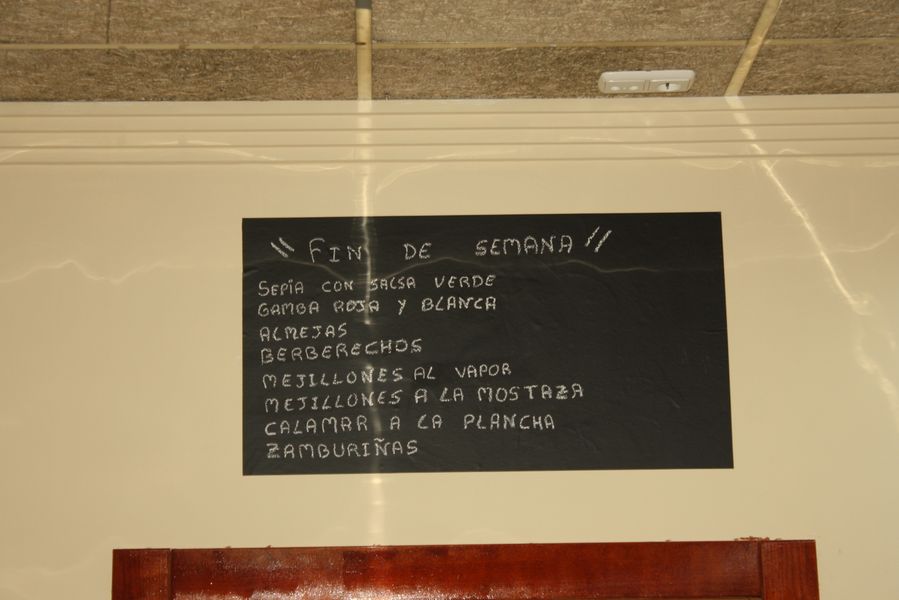 " FIN DE SEMANA "
SEPIA CON SALSA VERDE
GAMBA ROJA Y BLANCA
ALMEJAS
BERBERECHOS
MEJILLONES AL VAPOR
MEJILLONES A LA MOSTAZA
CALAMAR A LA PLANCHA
ZAMBURIÑAS